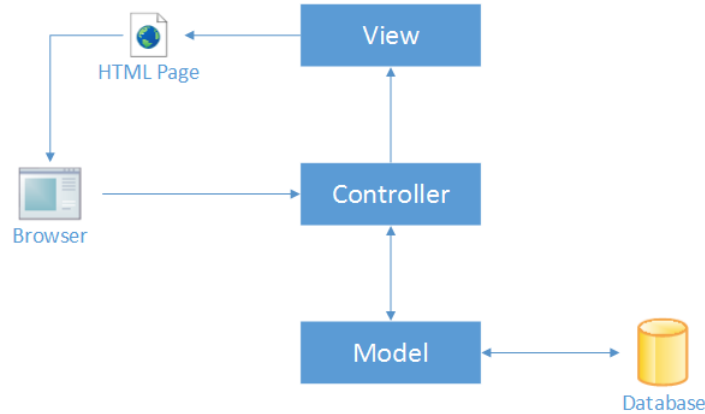 View
HTML Page
Controller
Browser
Model
Database